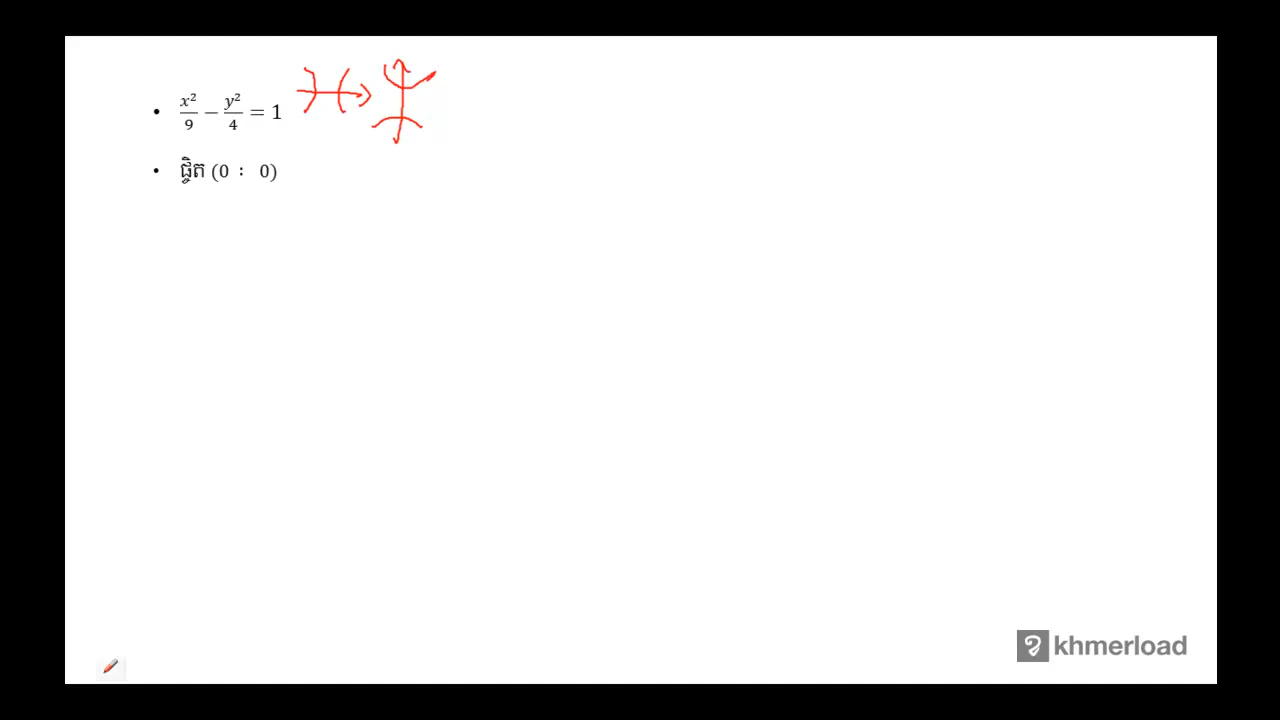 • x²/9 − y²/4 = 1
• ផ្ចិត (0 : 0)
khmerload